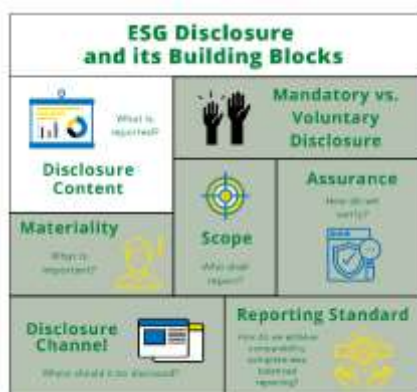 ESG Disclosure
and its Building Blocks
What is
reported?
Disclosure
Content
Mandatory vs.
Voluntary
Disclosure
Materiality
What is
important?
Scope
Who shall
report?
Assurance
How do we
verify?
Disclosure
Channel
Where should it be disclosed?
Reporting Standard
How do we achieve
comparability,
complete and
balanced
reporting?